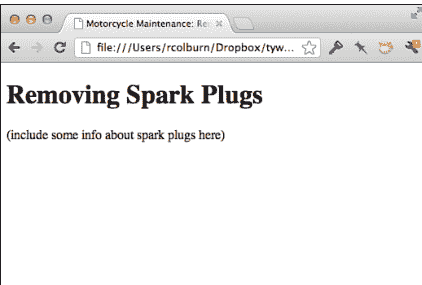 Motorcycle Maintenance: Re
file:///Users/rcolburn/Dropbox/tyw...
Removing Spark Plugs
(include some info about spark plugs here)